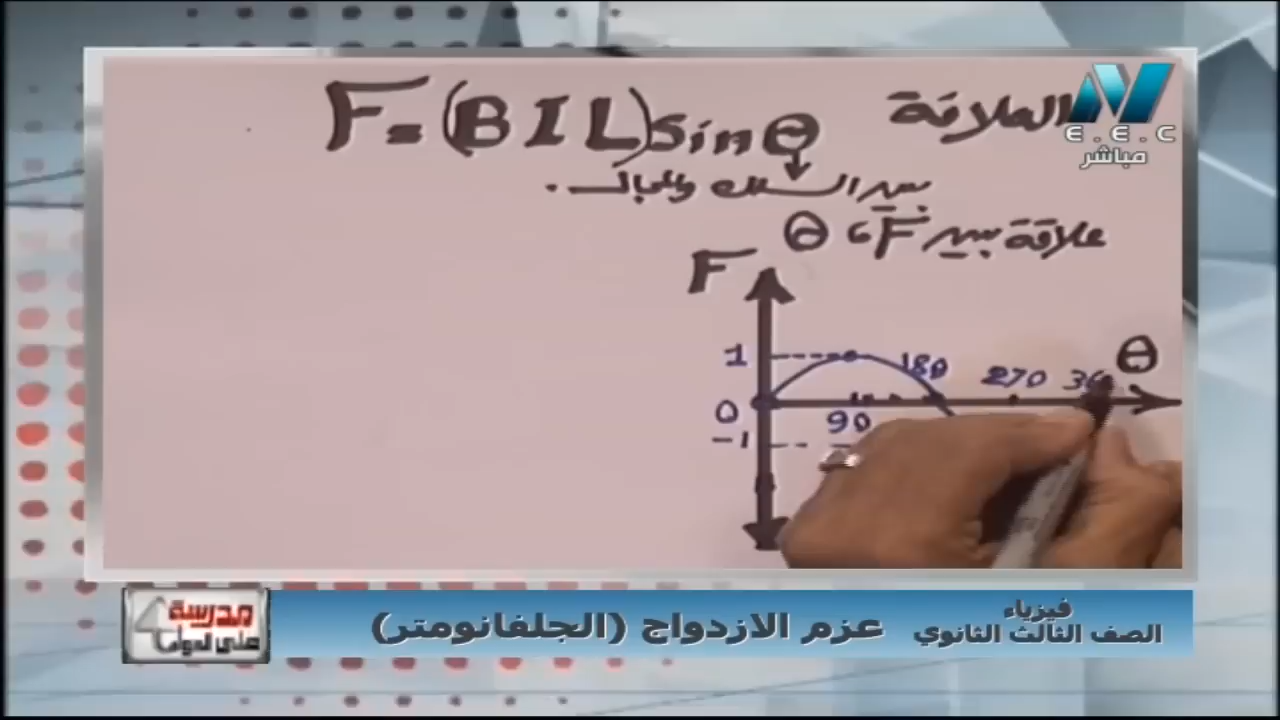 العلاقة F = (BIL) sin θ
بين السلك والمجال.
علاقة بين F ، θ
F
θ
1
180
270
360
0
90
-1
E.E.C
مباشر
فيزياء
الصف الثالث الثانوي
عزم الازدواج (الجلفانومتر)
مدرسة
على الهواء